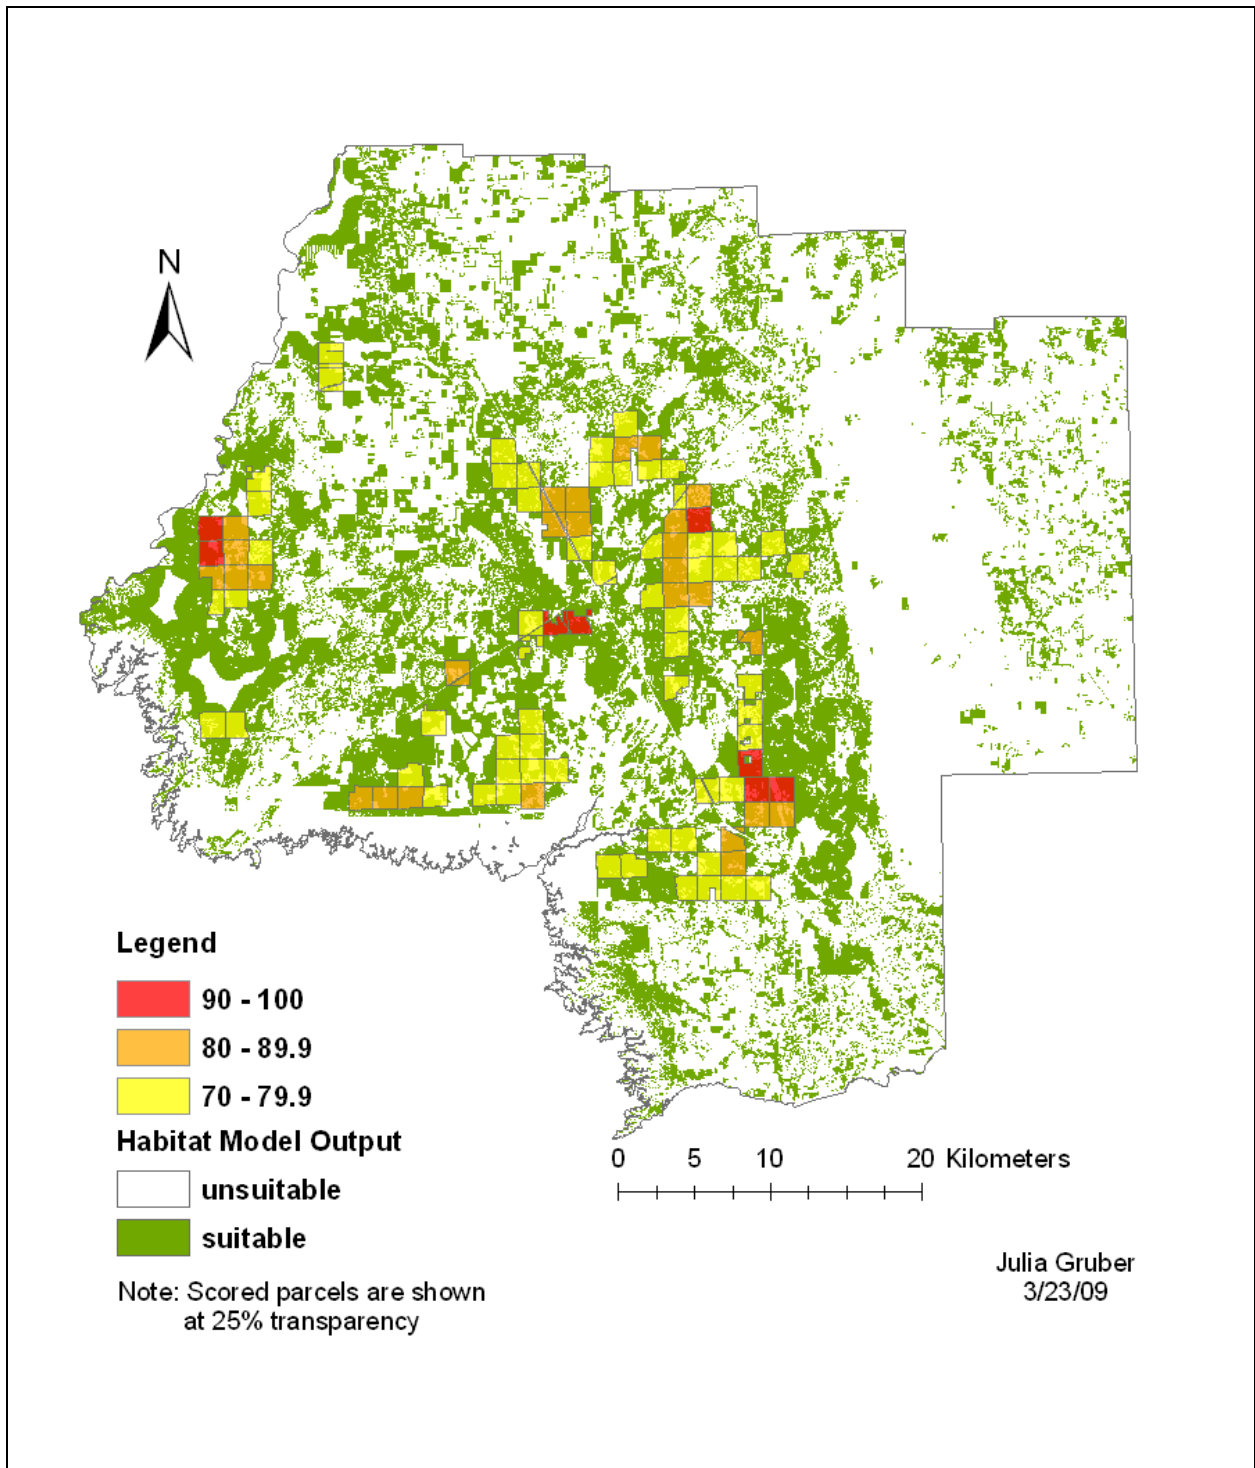 N
Legend
90 - 100
80 - 89.9
70 - 79.9
Habitat Model Output
unsuitable
suitable
Note: Scored parcels are shown
at 25% transparency
0 5 10 20 Kilometers
Julia Gruber
3/23/09